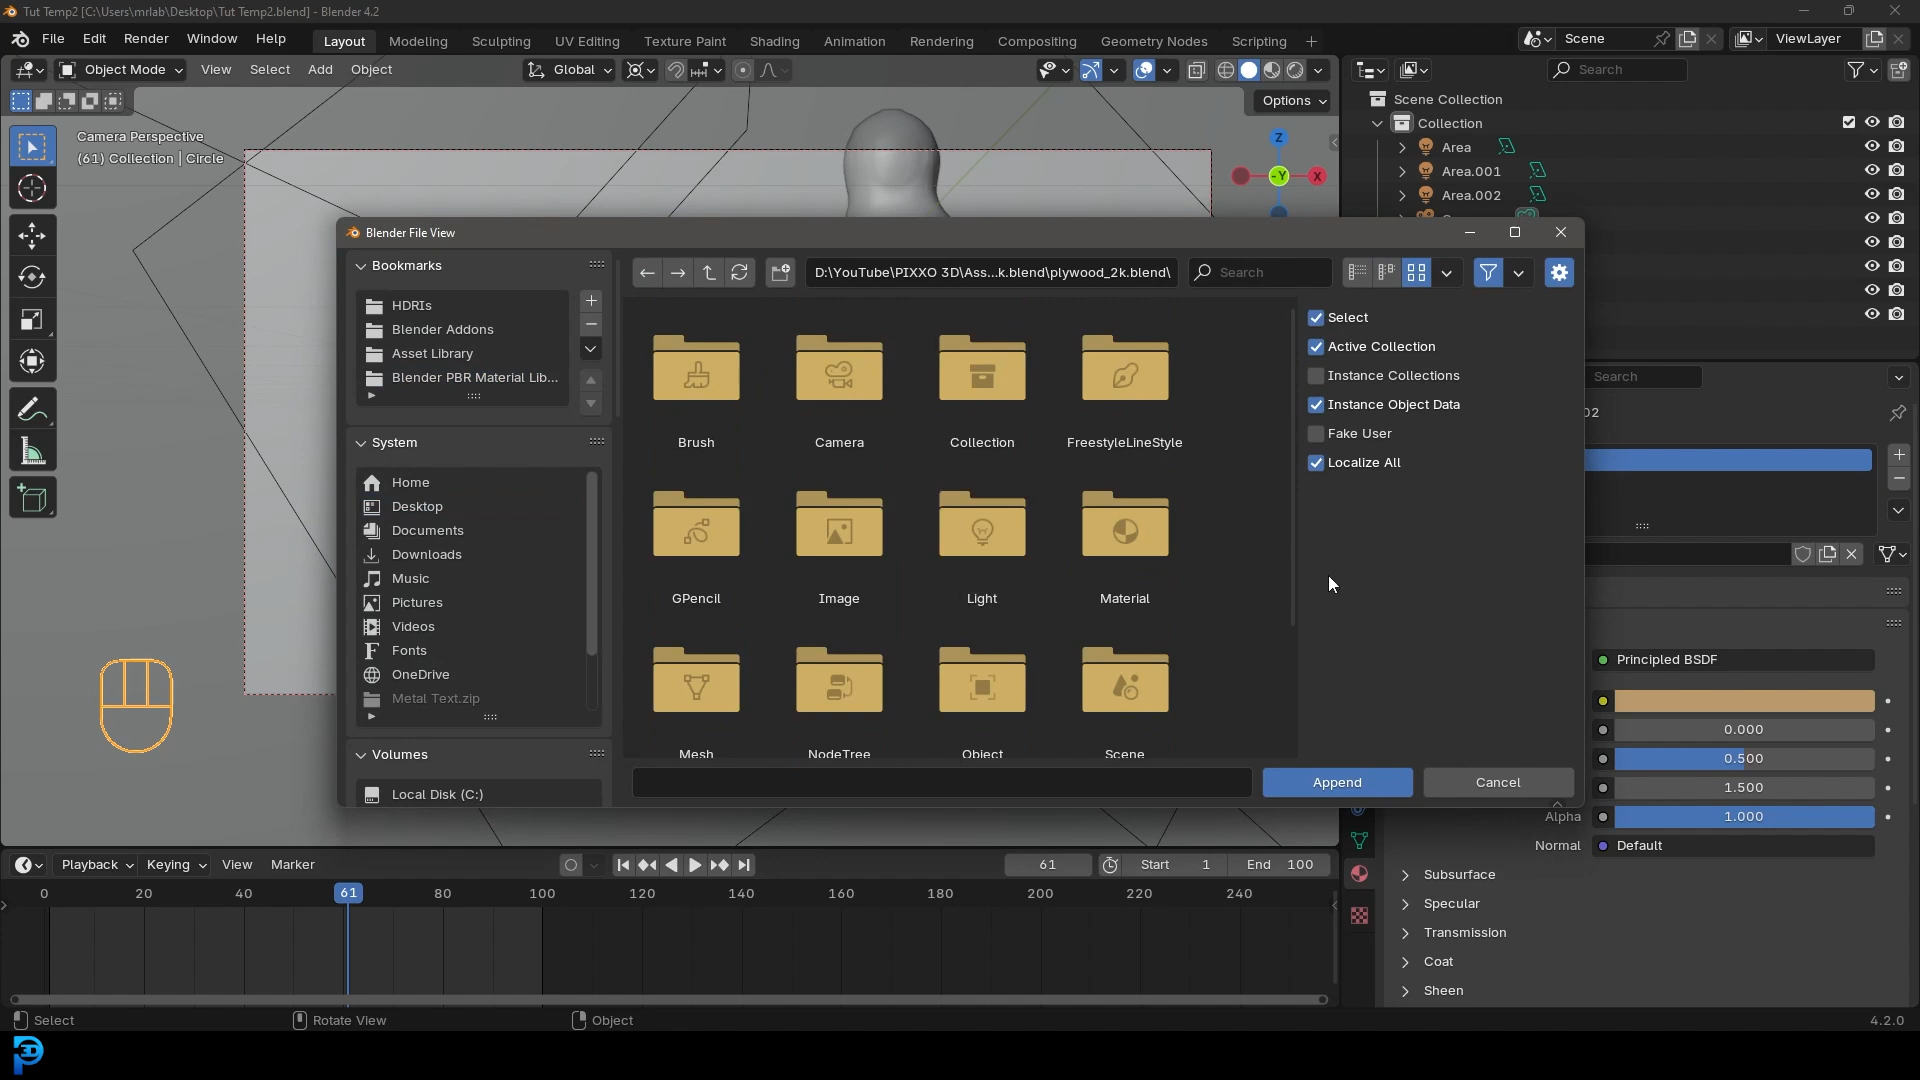 Tut Temp2 [C:\Users\mrlab\Desktop\Tut Temp2.blend] - Blender 4.2
File Edit Render Window Help
Layout Modeling Sculpting UV Editing Texture Paint Shading Animation Rendering Compositing Geometry Nodes Scripting +
Scene
ViewLayer
Object Mode View Select Add Object
Global
Search
Options
Camera Perspective
(61) Collection | Circle
Z
-Y
X
Scene Collection
Collection
Area
Area.001
Area.002
Blender File View
Bookmarks
HDRIs
Blender Addons
Asset Library
Blender PBR Material Lib...
System
Home
Desktop
Documents
Downloads
Music
Pictures
Videos
Fonts
OneDrive
Metal Text.zip
Volumes
Local Disk (C:)
D:\YouTube\PIXXO 3D\Ass...k.blend\plywood_2k.blend\
Search
Brush
Camera
Collection
FreestyleLineStyle
GPencil
Image
Light
Material
Mesh
NodeTree
Object
Scene
Select
Active Collection
Instance Collections
Instance Object Data
Fake User
Localize All
Append
Cancel
Search
02
Principled BSDF
0.000
0.500
1.500
Alpha
1.000
Normal
Default
Subsurface
Specular
Transmission
Coat
Sheen
Playback Keying View Marker
61
Start 1
End 100
0 20 40 61 80 100 120 140 160 180 200 220 240
Select
Rotate View
Object
4.2.0